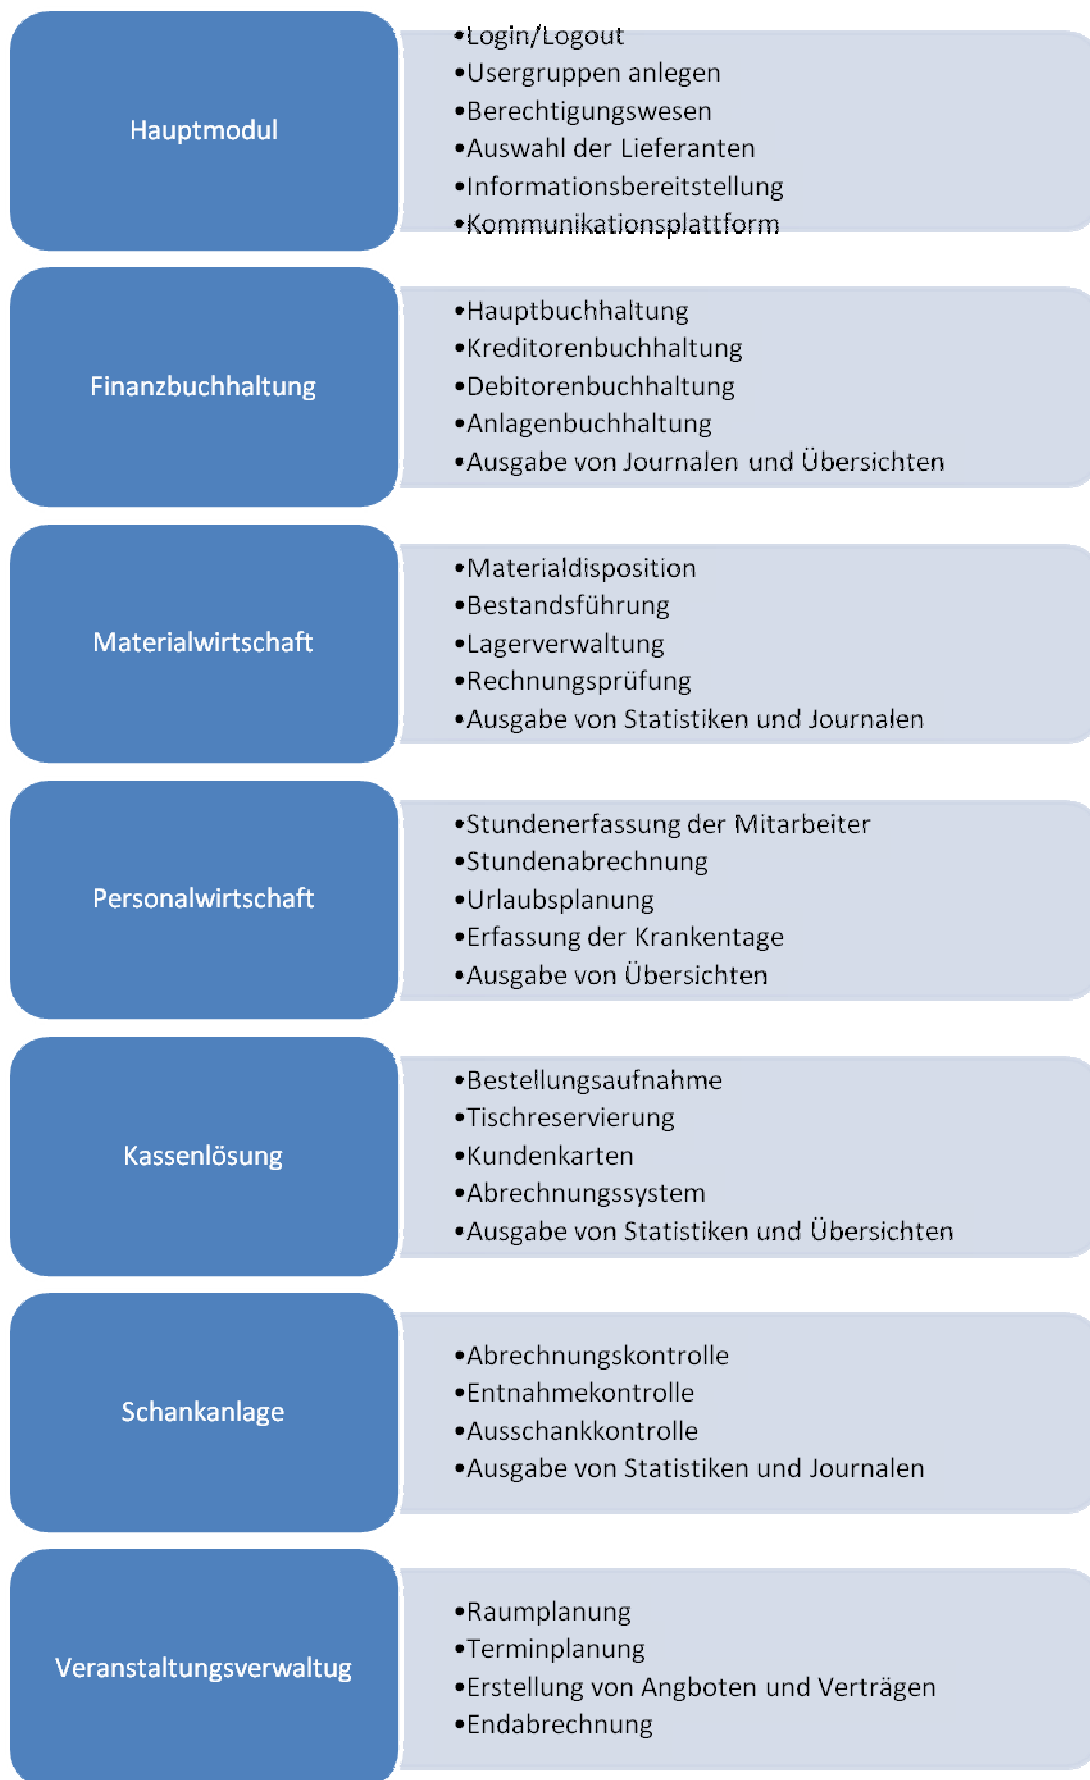 Hauptmodul
•Login/Logout
•Usergruppen anlegen
•Berechtigungswesen
•Auswahl der Lieferanten
•Informationsbereitstellung
•Kommunikationsplattform
Finanzbuchhaltung
•Hauptbuchhaltung
•Kreditorenbuchhaltung
•Debitorenbuchhaltung
•Anlagenbuchhaltung
•Ausgabe von Journalen und Übersichten
Materialwirtschaft
•Materialdisposition
•Bestandsführung
•Lagerverwaltung
•Rechnungsprüfung
•Ausgabe von Statistiken und Journalen
Personalwirtschaft
•Stundenerfassung der Mitarbeiter
•Stundenabrechnung
•Urlaubsplanung
•Erfassung der Krankentage
•Ausgabe von Übersichten
Kassenlösung
•Bestellungsaufnahme
•Tischreservierung
•Kundenkarten
•Abrechnungssystem
•Ausgabe von Statistiken und Übersichten
Schankanlage
•Abrechnungskontrolle
•Entnahmekontrolle
•Ausschankkontrolle
•Ausgabe von Statistiken und Journalen
Veranstaltungsverwaltug
•Raumplanung
•Terminplanung
•Erstellung von Angboten und Verträgen
•Endabrechnung